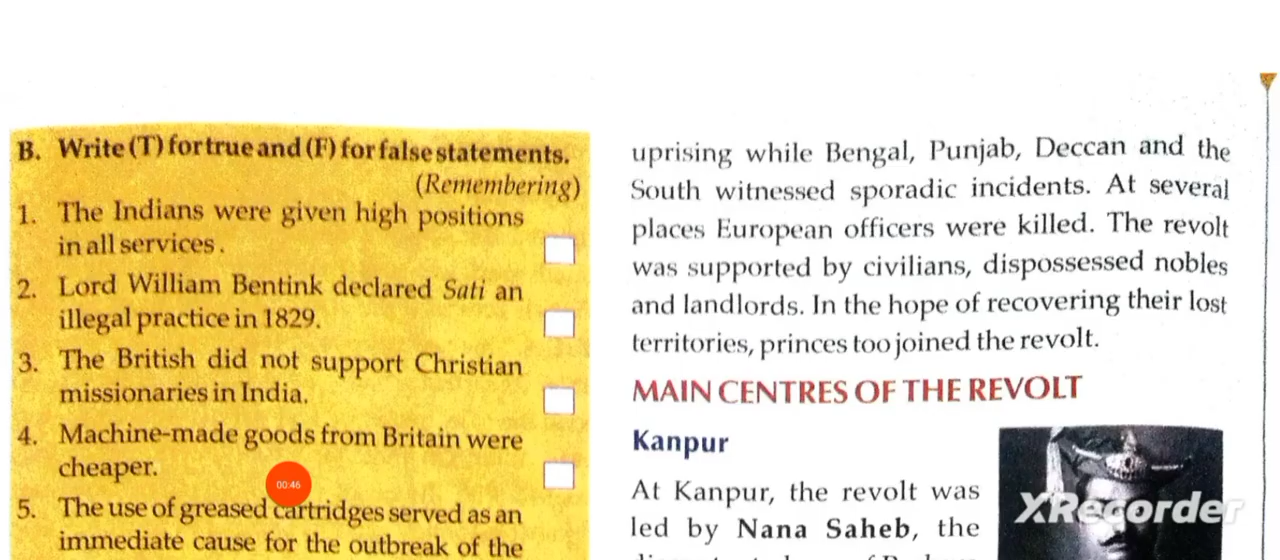 B. Write (T) for true and (F) for false statements.
(Remembering)
1. The Indians were given high positions
in all services.
2. Lord William Bentink declared Sati an
illegal practice in 1829.
3. The British did not support Christian
missionaries in India.
4. Machine-made goods from Britain were
cheaper.
00:46
5. The use of greased cartridges served as an
immediate cause for the outbreak of the
uprising while Bengal, Punjab, Deccan and the
South witnessed sporadic incidents. At several
places European officers were killed. The revolt
was supported by civilians, dispossessed nobles
and landlords. In the hope of recovering their lost
territories, princes too joined the revolt.
MAIN CENTRES OF THE REVOLT
Kanpur
At Kanpur, the revolt was
led by Nana Saheb, the
XRecorder